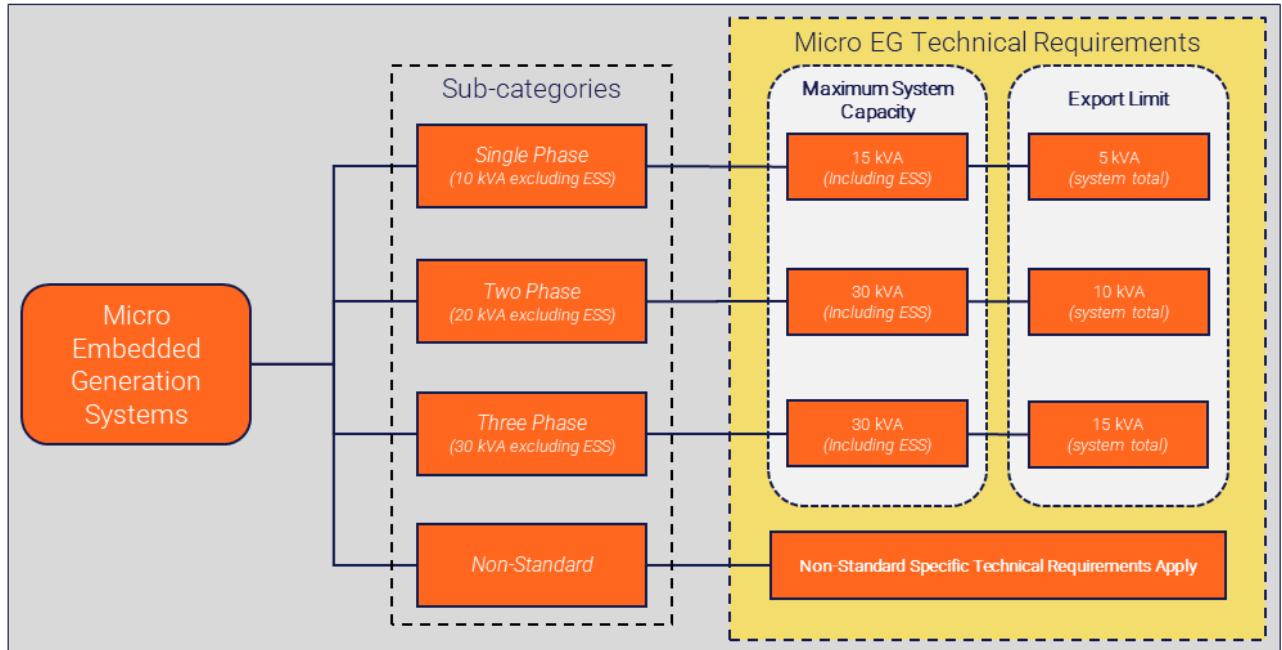 Micro EG Technical Requirements
Sub-categories
Maximum System
Capacity
Export Limit
Single Phase
(10 kVA excluding ESS)
15 kVA
(Including ESS)
5 kVA
(system total)
Two Phase
(20 kVA excluding ESS)
30 kVA
(Including ESS)
10 kVA
(system total)
Micro
Embedded
Generation
Systems
Three Phase
(30 kVA excluding ESS)
30 kVA
(Including ESS)
15 kVA
(system total)
Non-Standard
Non-Standard Specific Technical Requirements Apply